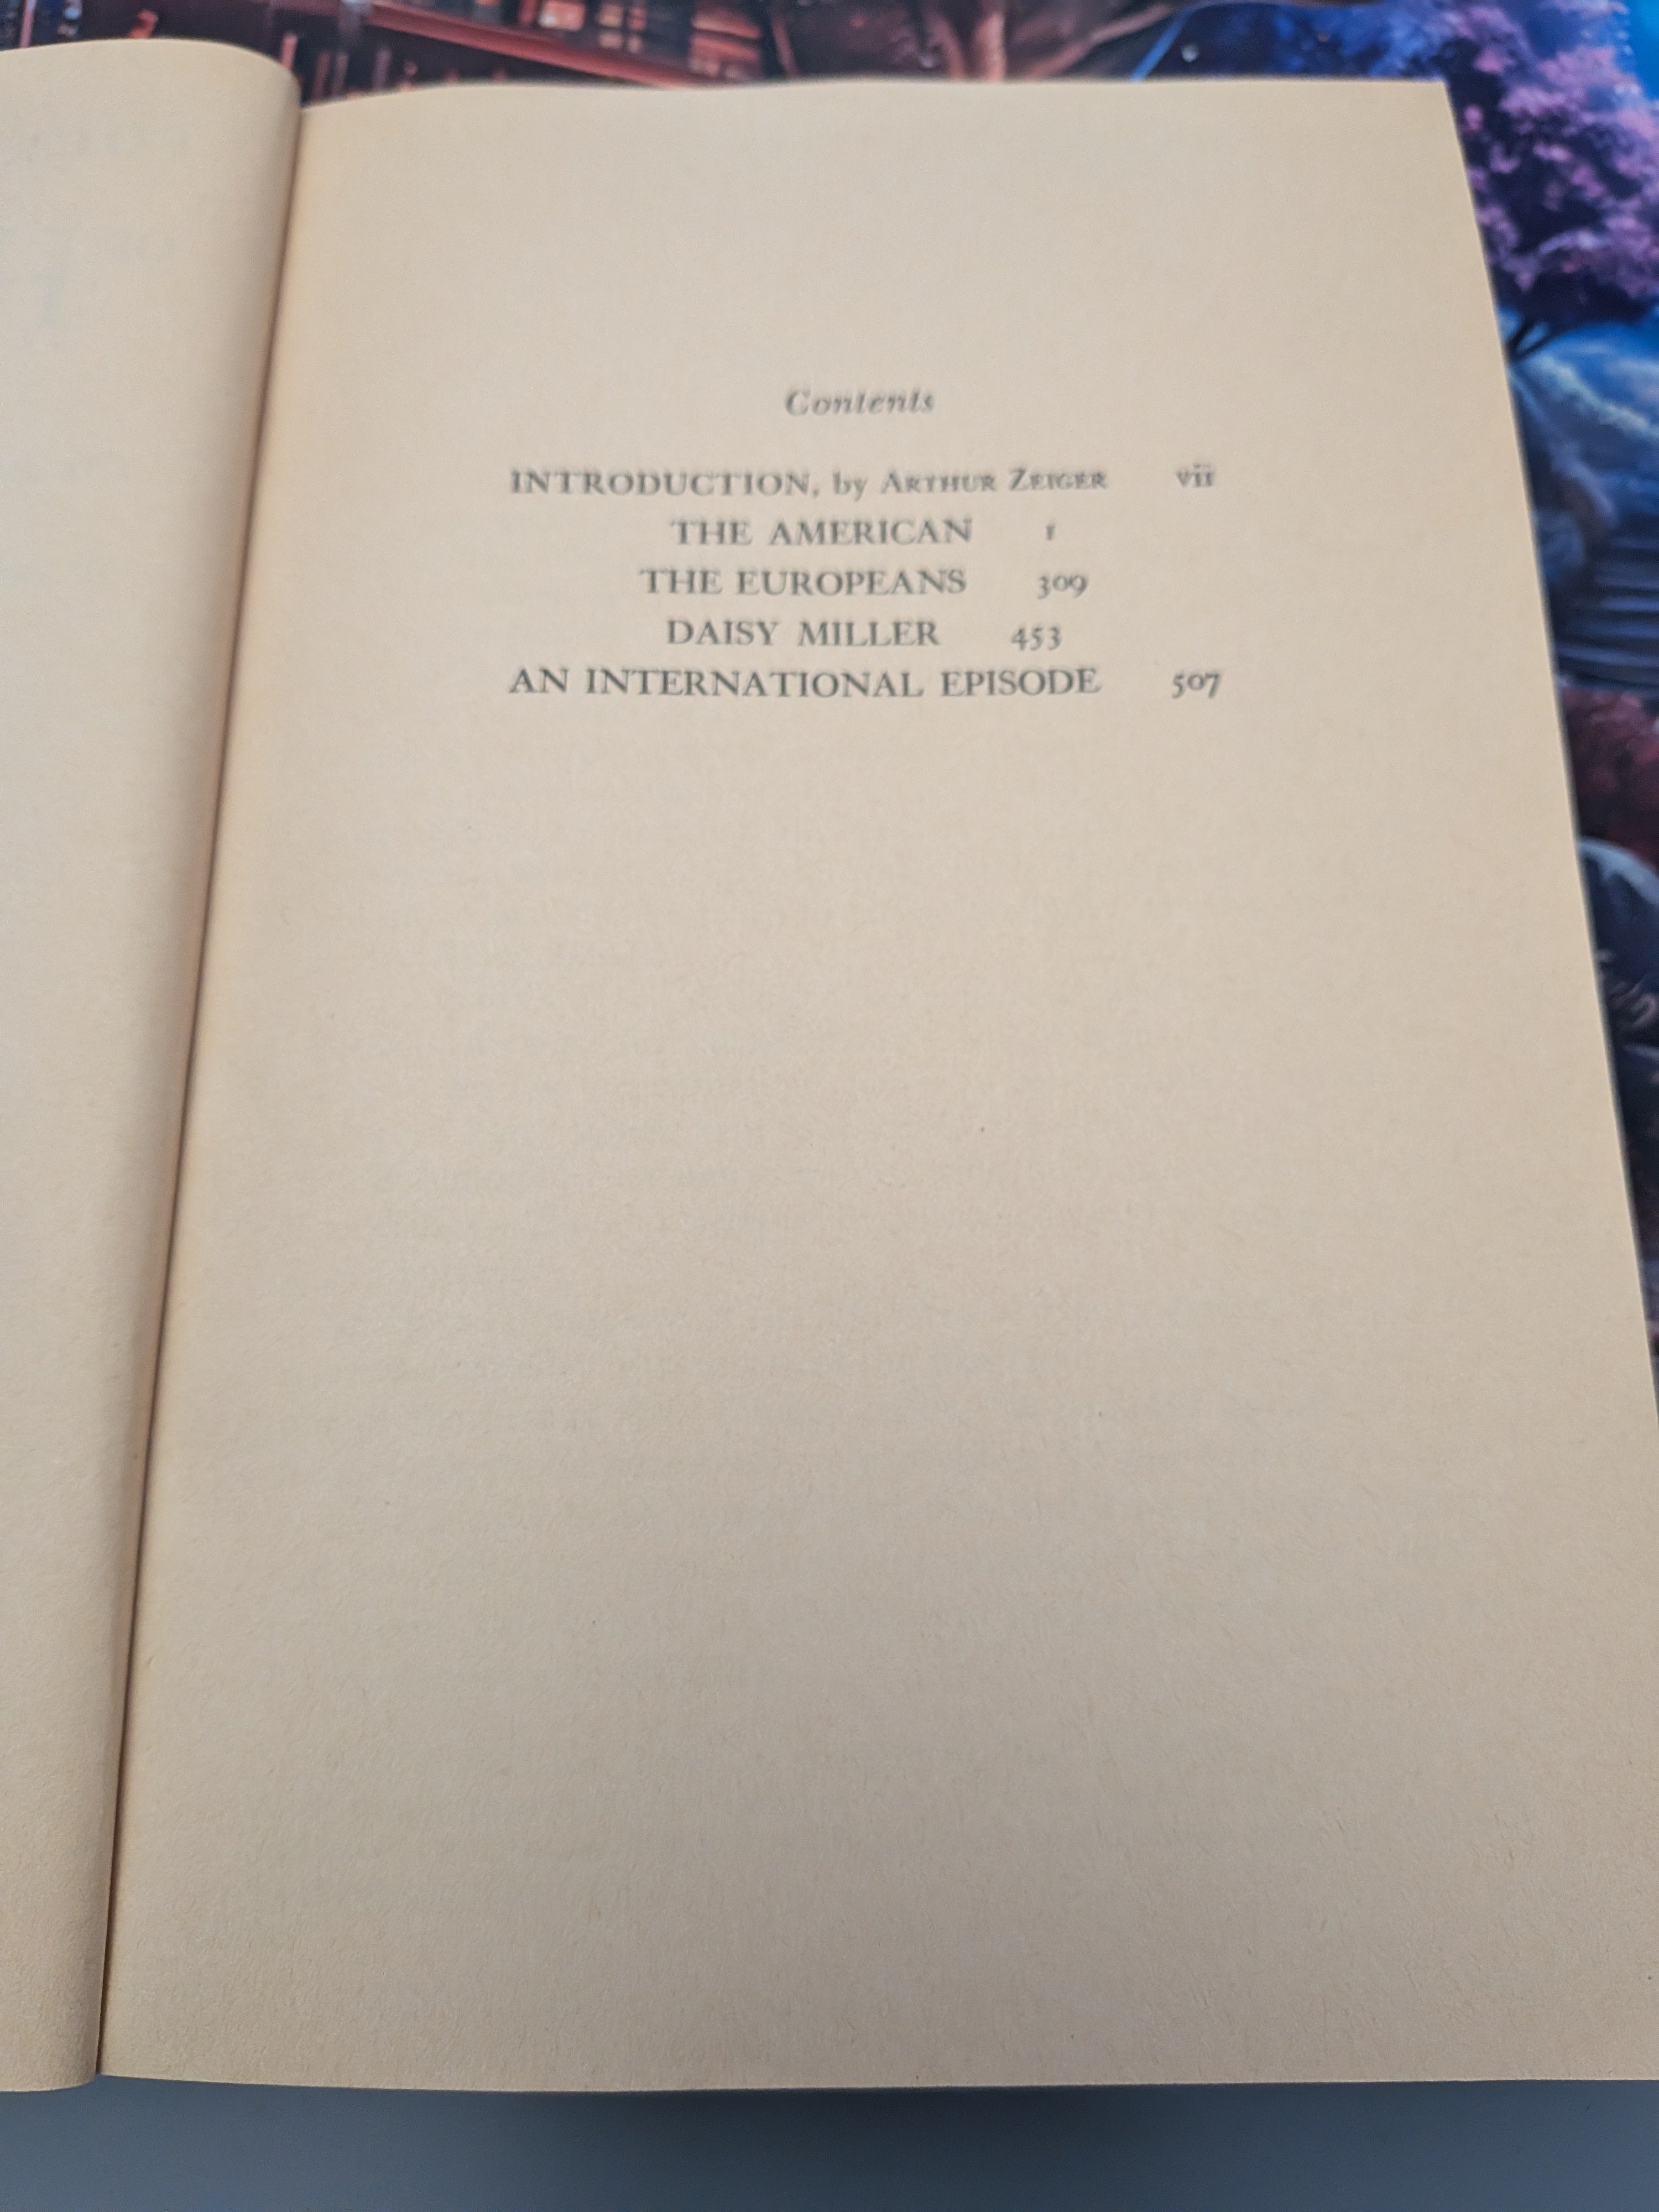 Contents
INTRODUCTION, by ARTHUR ZEIGER vii
THE AMERICAN 1
THE EUROPEANS 309
DAISY MILLER 453
AN INTERNATIONAL EPISODE 507